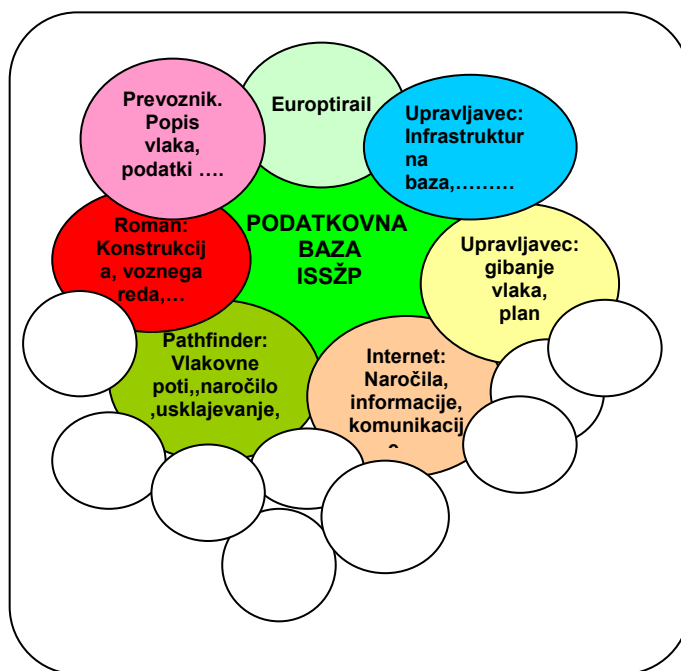 Prevoznik.
Popis
vlaka,
podatki ….
Europtirail
Upravljavec:
Infrastruktur
na
baza,………
PODATKOVNA
BAZA
ISSŽP
Roman:
Konstrukcij
a, voznega
reda,…
Upravljavec:
gibanje
vlaka,
plan
Pathfinder:
Vlakovne
poti,,naročilo
,usklajevanje,
Internet:
Naročila,
informacije,
komunikacij